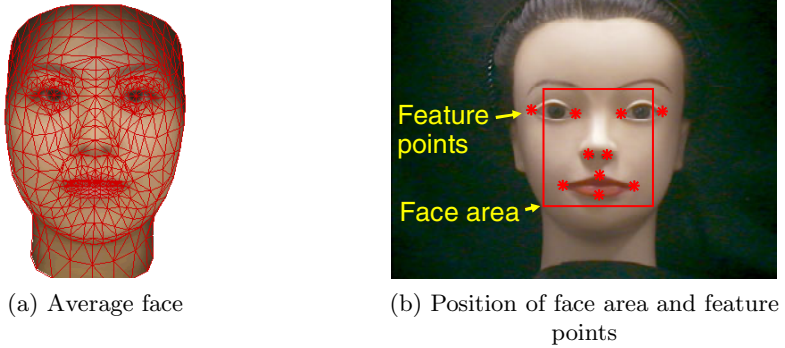 Feature
points
Face area
(a) Average face
(b) Position of face area and feature
points